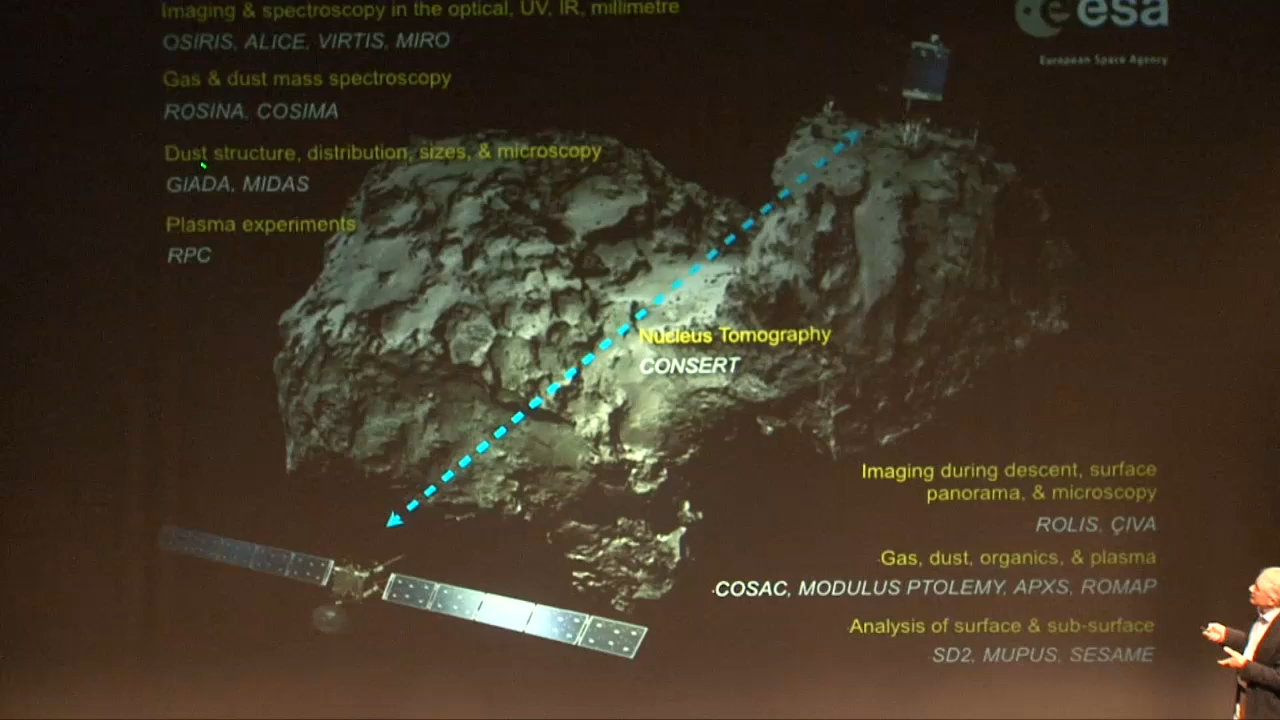 Imaging & spectroscopy in the optical, UV, IR, millimetre
OSIRIS, ALICE, VIRTIS, MIRO
esa
European Space Agency
Gas & dust mass spectroscopy
ROSINA, COSIMA
Dust structure, distribution, sizes, & microscopy
GIADA, MIDAS
Plasma experiments
RPC
Nucleus Tomography
CONSERT
Imaging during descent, surface
panorama, & microscopy
ROLIS, ÇIVA
Gas, dust, organics, & plasma
COSAC, MODULUS PTOLEMY, APXS, ROMAP
Analysis of surface & sub-surface
SD2, MUPUS, SESAME